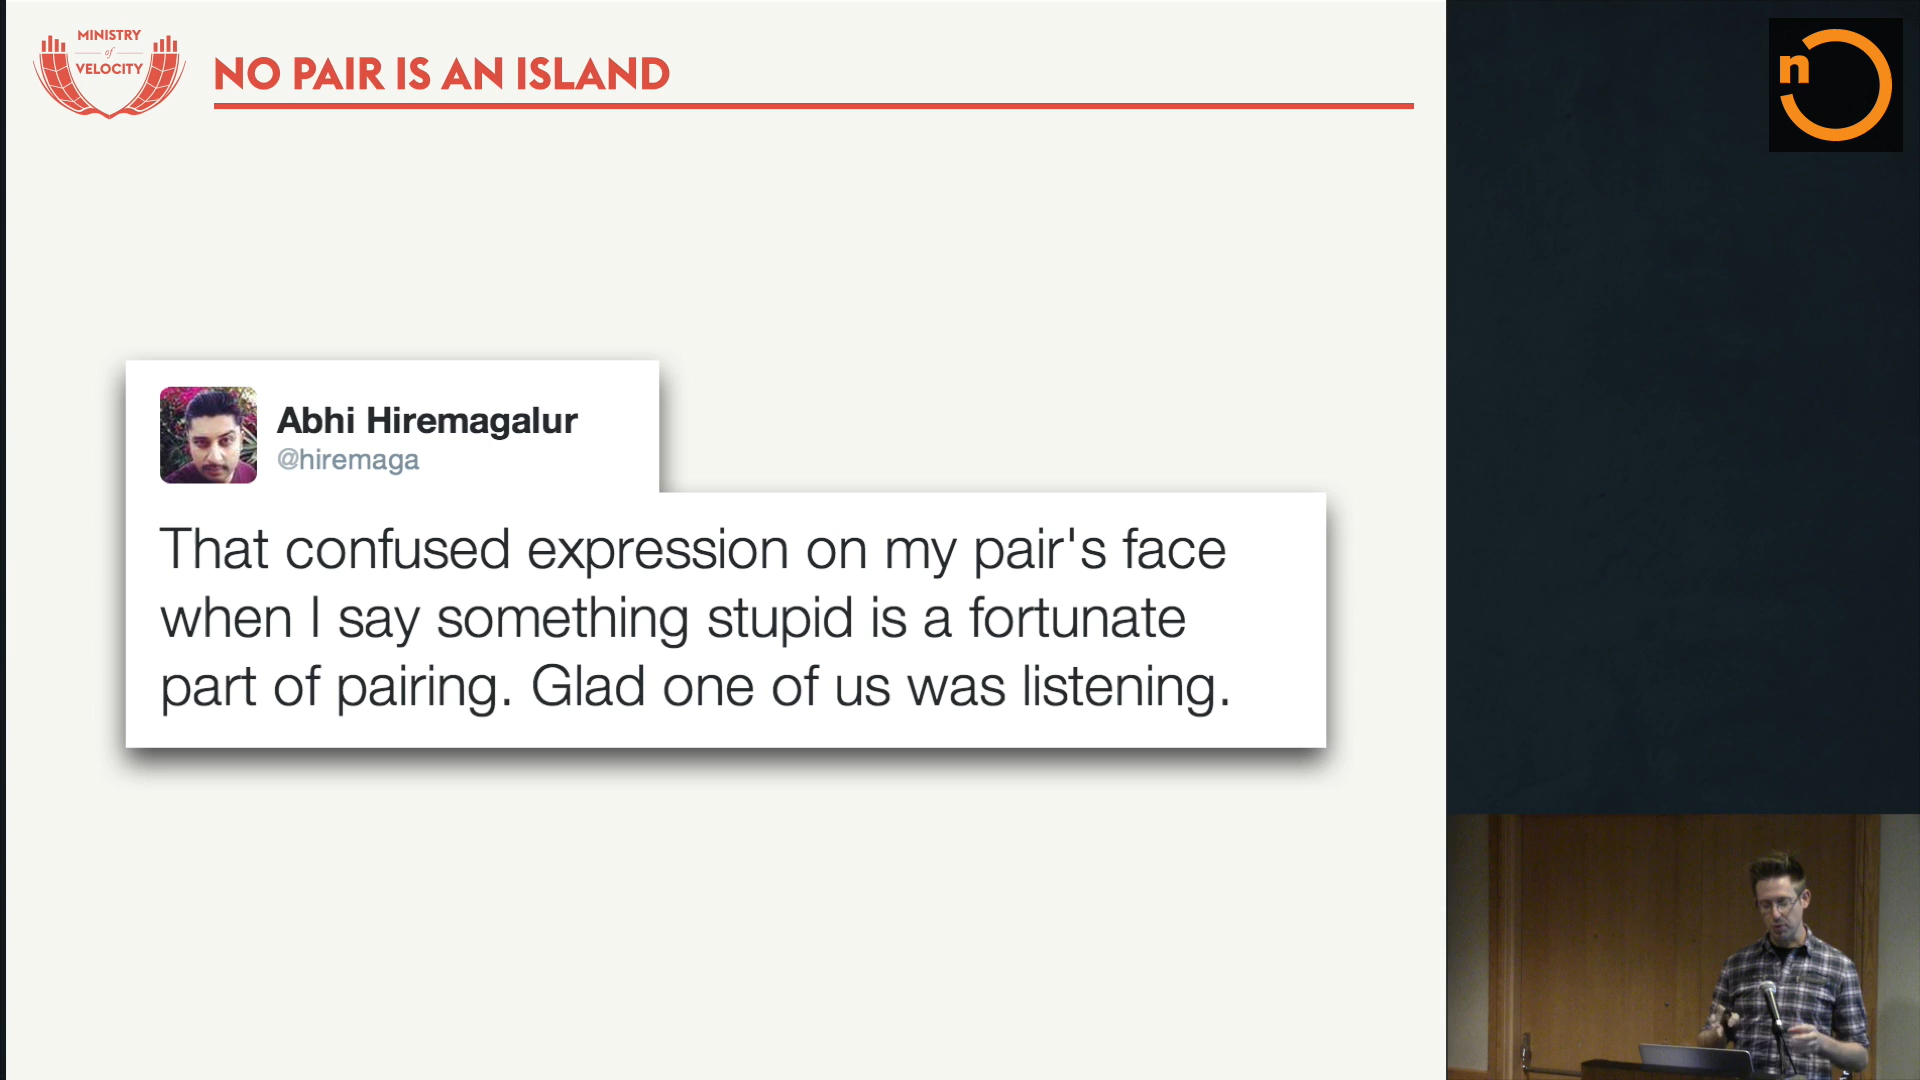 MINISTRY
of
VELOCITY
NO PAIR IS AN ISLAND
n
Abhi Hiremagalur
@hiremaga
That confused expression on my pair's face
when I say something stupid is a fortunate
part of pairing. Glad one of us was listening.